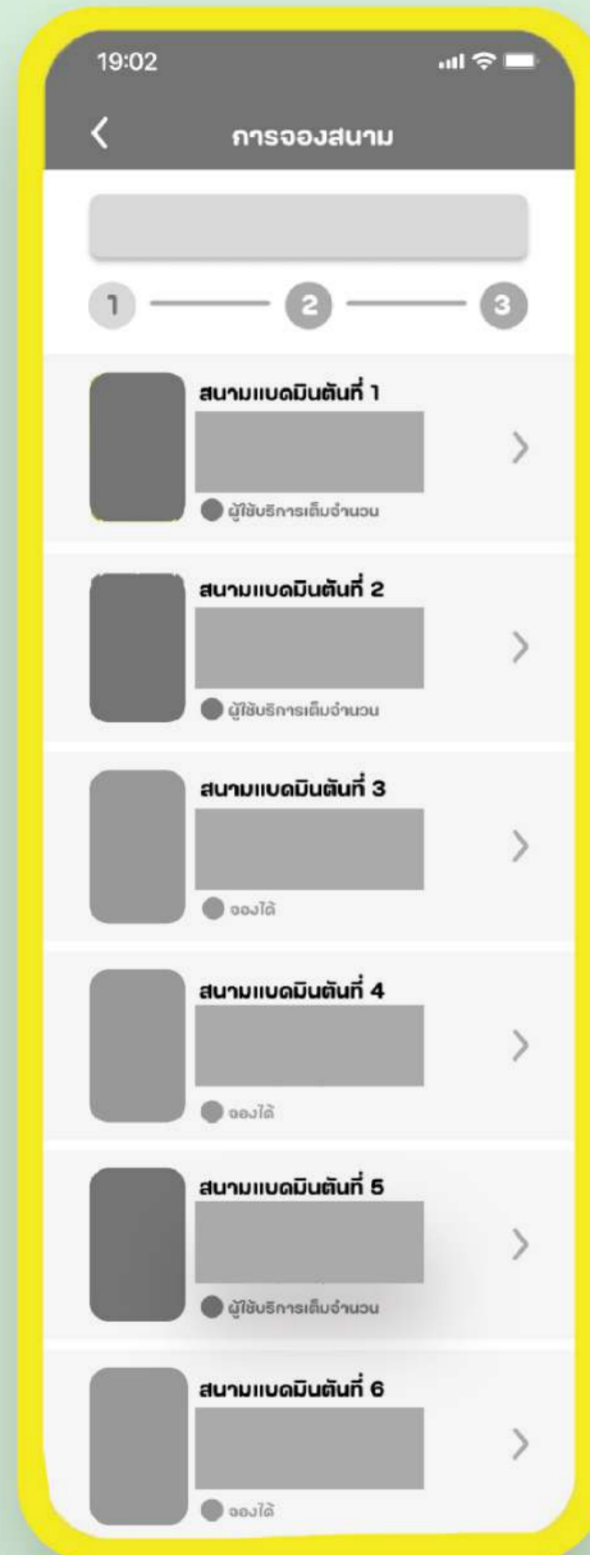 19:02
การจองสนาม
1 2 3
สนามแบดมินตันที่ 1
ผู้ใช้บริการเต็มจำนวน
สนามแบดมินตันที่ 2
ผู้ใช้บริการเต็มจำนวน
สนามแบดมินตันที่ 3
จองได้
สนามแบดมินตันที่ 4
จองได้
สนามแบดมินตันที่ 5
ผู้ใช้บริการเต็มจำนวน
สนามแบดมินตันที่ 6
จองได้